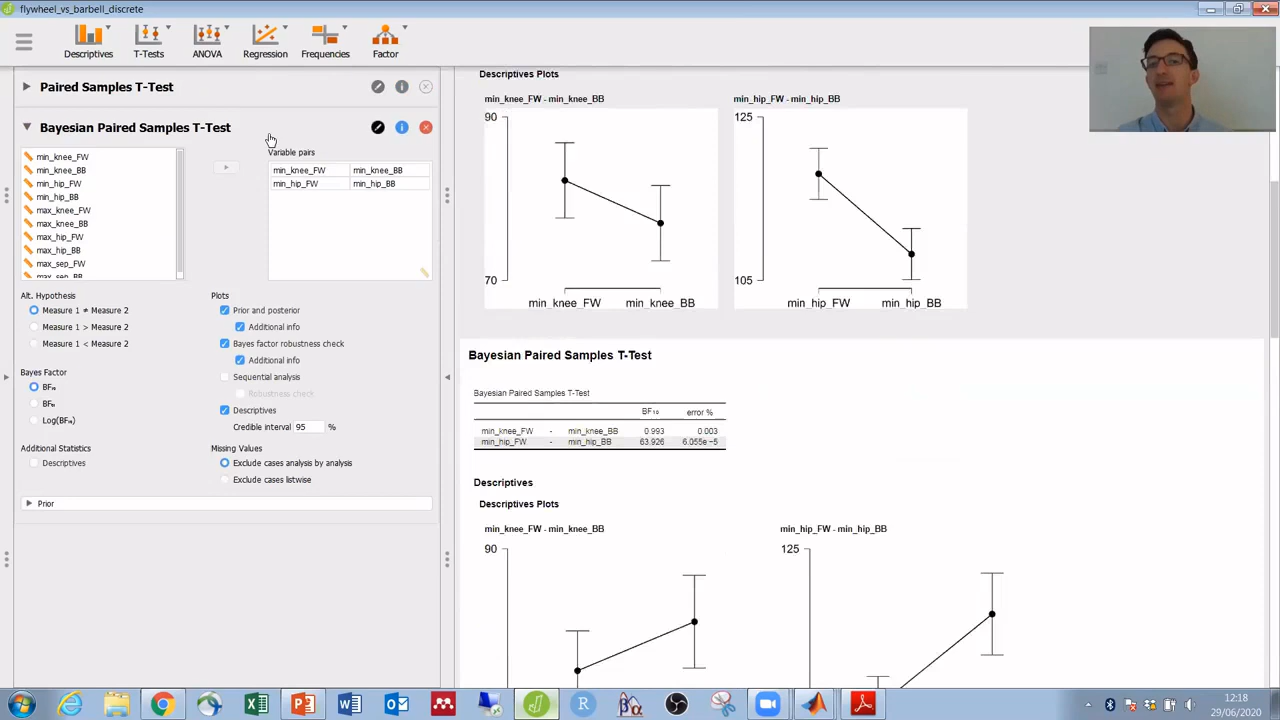 flywheel_vs_barbell_discrete
Descriptives
T-Tests
ANOVA
Regression
Frequencies
Factor
Paired Samples T-Test
Bayesian Paired Samples T-Test
Variable pairs
min_knee_FW
min_knee_BB
min_hip_FW
min_hip_BB
max_knee_FW
max_knee_BB
max_hip_FW
max_hip_BB
max_sep_FW
max_sep_BB
min_knee_FW min_knee_BB
min_hip_FW min_hip_BB
Alt. Hypothesis
Measure 1 ≠ Measure 2
Measure 1 > Measure 2
Measure 1 < Measure 2
Bayes Factor
Additional Statistics
Descriptives
Plots
Prior and posterior
Additional info
Bayes factor robustness check
Additional info
Sequential analysis
Robustness check
Descriptives
Credible interval 95 %
Missing Values
Exclude cases analysis by analysis
Exclude cases listwise
Prior
Descriptives Plots
min_knee_FW - min_knee_BB
90
70
min_knee_FW min_knee_BB
min_hip_FW - min_hip_BB
125
105
min_hip_FW min_hip_BB
Bayesian Paired Samples T-Test
Bayesian Paired Samples T-Test
BF₁₀ error %
min_knee_FW - min_knee_BB 0.993 0.003
min_hip_FW - min_hip_BB 63.926 6.055e -5
Descriptives
Descriptives Plots
min_knee_FW - min_knee_BB
90
min_hip_FW - min_hip_BB
125
12:18
29/06/2020